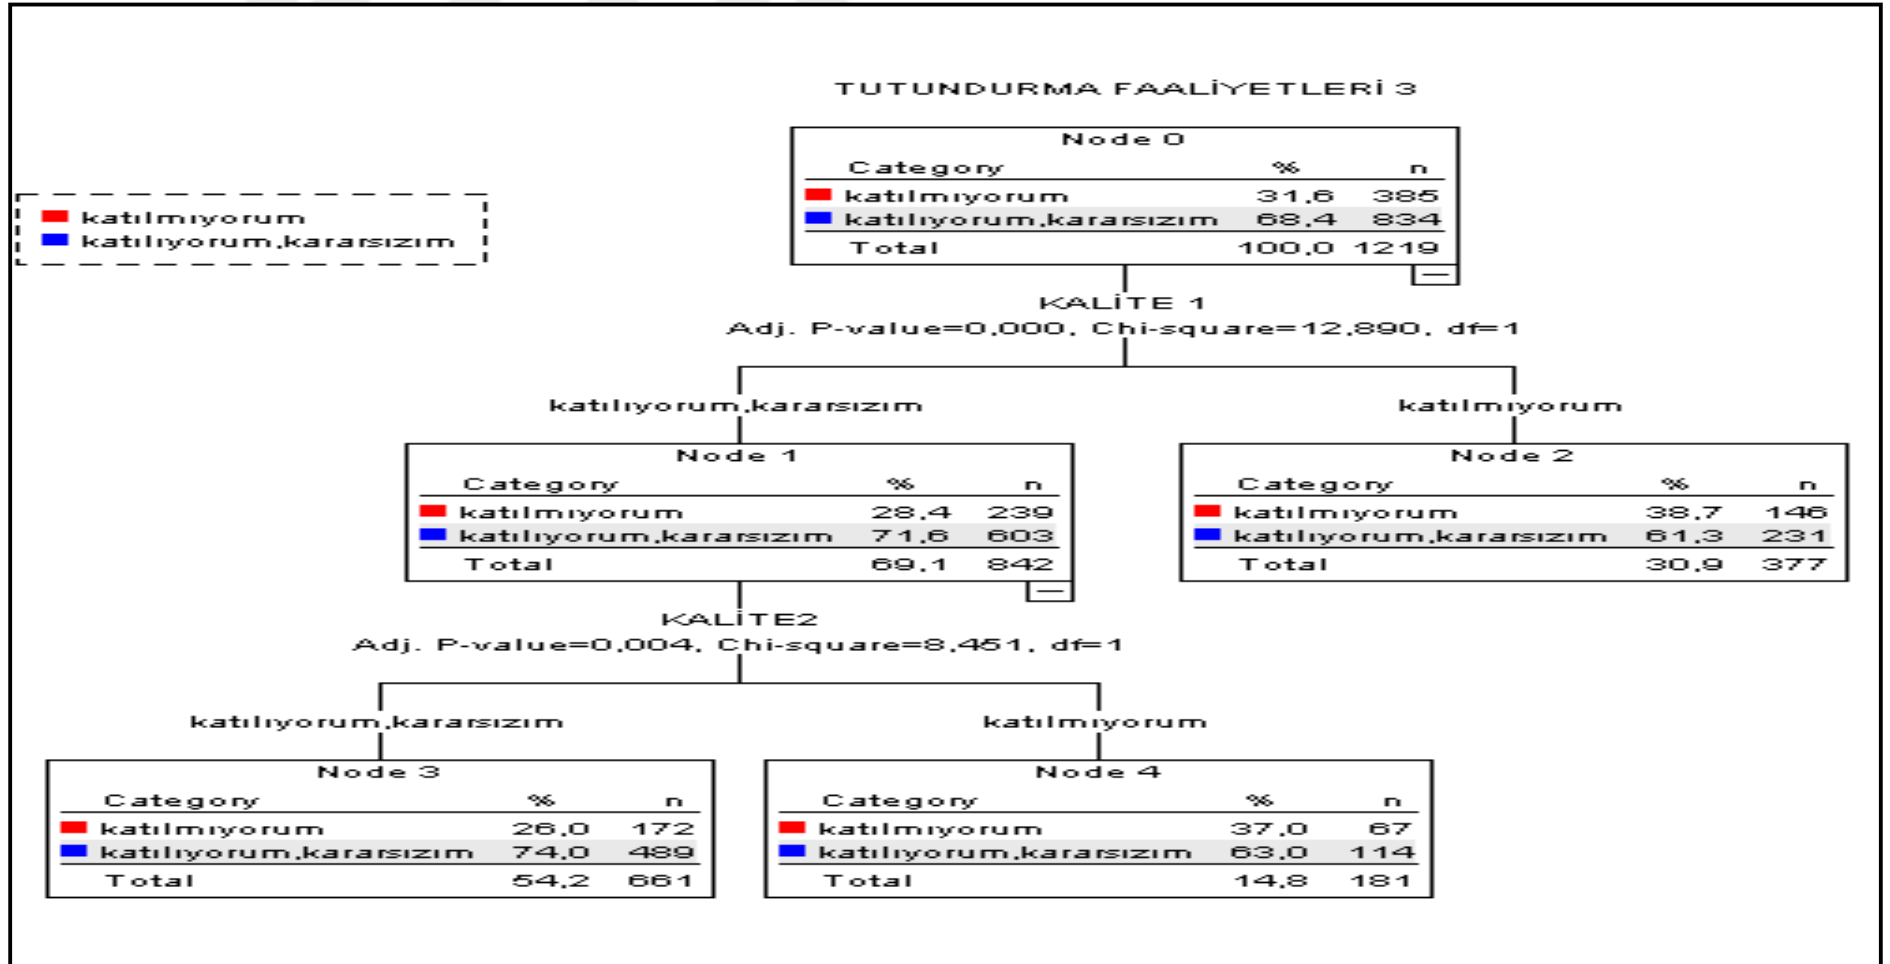 TUTUNDURMA FAALİYETLERİ 3
Node 0
Category % n
katılmıyorum 31,6 385
katılıyorum,kararsızım 68,4 834
Total 100,0 1219
katılmıyorum
katılıyorum,kararsızım
KALİTE 1
Adj. P-value=0,000, Chi-square=12,890, df=1
katılıyorum,kararsızım katılmıyorum
Node 1
Category % n
katılmıyorum 28,4 239
katılıyorum,kararsızım 71,6 603
Total 69,1 842
Node 2
Category % n
katılmıyorum 38,7 146
katılıyorum,kararsızım 61,3 231
Total 30,9 377
KALİTE2
Adj. P-value=0,004, Chi-square=8,451, df=1
katılıyorum,kararsızım katılmıyorum
Node 3
Category % n
katılmıyorum 26,0 172
katılıyorum,kararsızım 74,0 489
Total 54,2 661
Node 4
Category % n
katılmıyorum 37,0 67
katılıyorum,kararsızım 63,0 114
Total 14,8 181